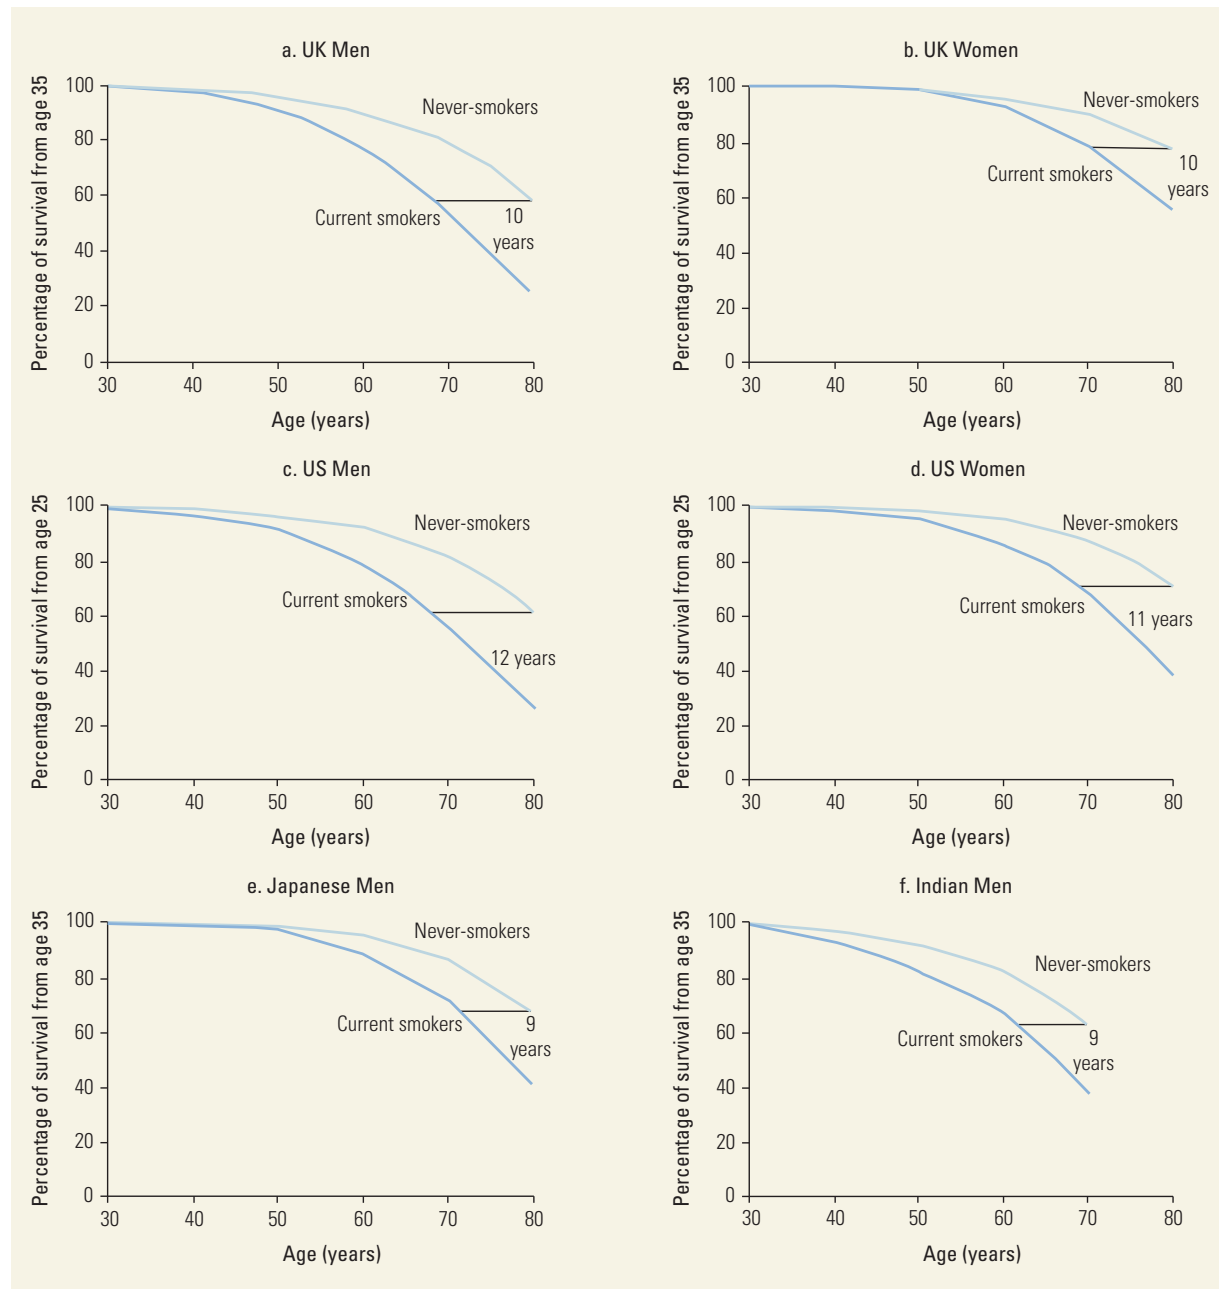 a. UK Men
Percentage of survival from age 35
100
80
60
40
20
0
Never-smokers
Current smokers
10
years
30 40 50 60 70 80
Age (years)
b. UK Women
Percentage of survival from age 35
100
80
60
40
20
0
Never-smokers
Current smokers
10
years
30 40 50 60 70 80
Age (years)
c. US Men
Percentage of survival from age 25
100
80
60
40
20
0
Never-smokers
Current smokers
12 years
30 40 50 60 70 80
Age (years)
d. US Women
Percentage of survival from age 25
100
80
60
40
20
0
Never-smokers
Current smokers
11 years
30 40 50 60 70 80
Age (years)
e. Japanese Men
Percentage of survival from age 35
100
80
60
40
20
0
Never-smokers
Current smokers
9
years
30 40 50 60 70 80
Age (years)
f. Indian Men
Percentage of survival from age 35
100
80
60
40
20
0
Never-smokers
Current smokers
9
years
30 40 50 60 70 80
Age (years)